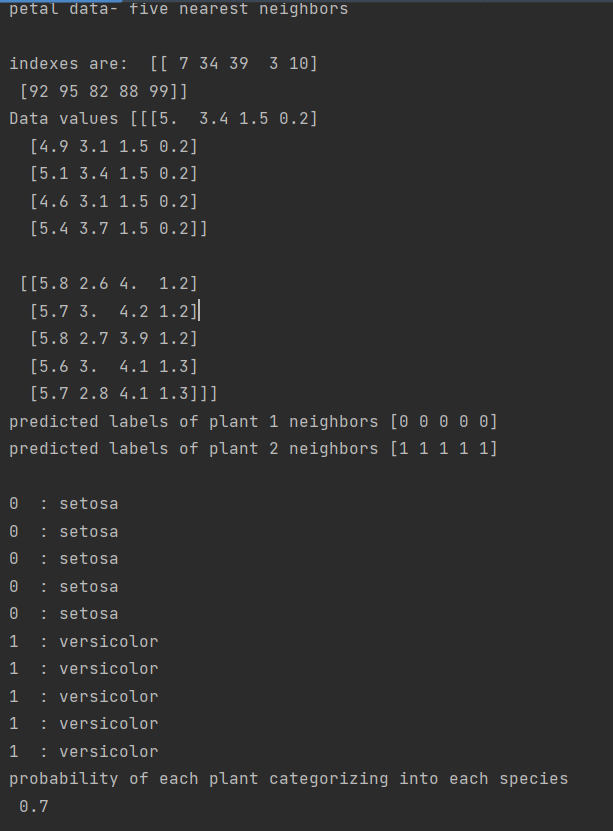 petal data- five nearest neighbors
indexes are:  [[ 7 34 39  3 10]
 [92 95 82 88 99]]
Data values [[[5.  3.4 1.5 0.2]
  [4.9 3.1 1.5 0.2]
  [5.1 3.4 1.5 0.2]
  [4.6 3.1 1.5 0.2]
  [5.4 3.7 1.5 0.2]]
 [[5.8 2.6 4.  1.2]
  [5.7 3.  4.2 1.2]
  [5.8 2.7 3.9 1.2]
  [5.6 3.  4.1 1.3]
  [5.7 2.8 4.1 1.3]]]
predicted labels of plant 1 neighbors [0 0 0 0 0]
predicted labels of plant 2 neighbors [1 1 1 1 1]
0  : setosa
0  : setosa
0  : setosa
0  : setosa
0  : setosa
1  : versicolor
1  : versicolor
1  : versicolor
1  : versicolor
1  : versicolor
probability of each plant categorizing into each species
 0.7